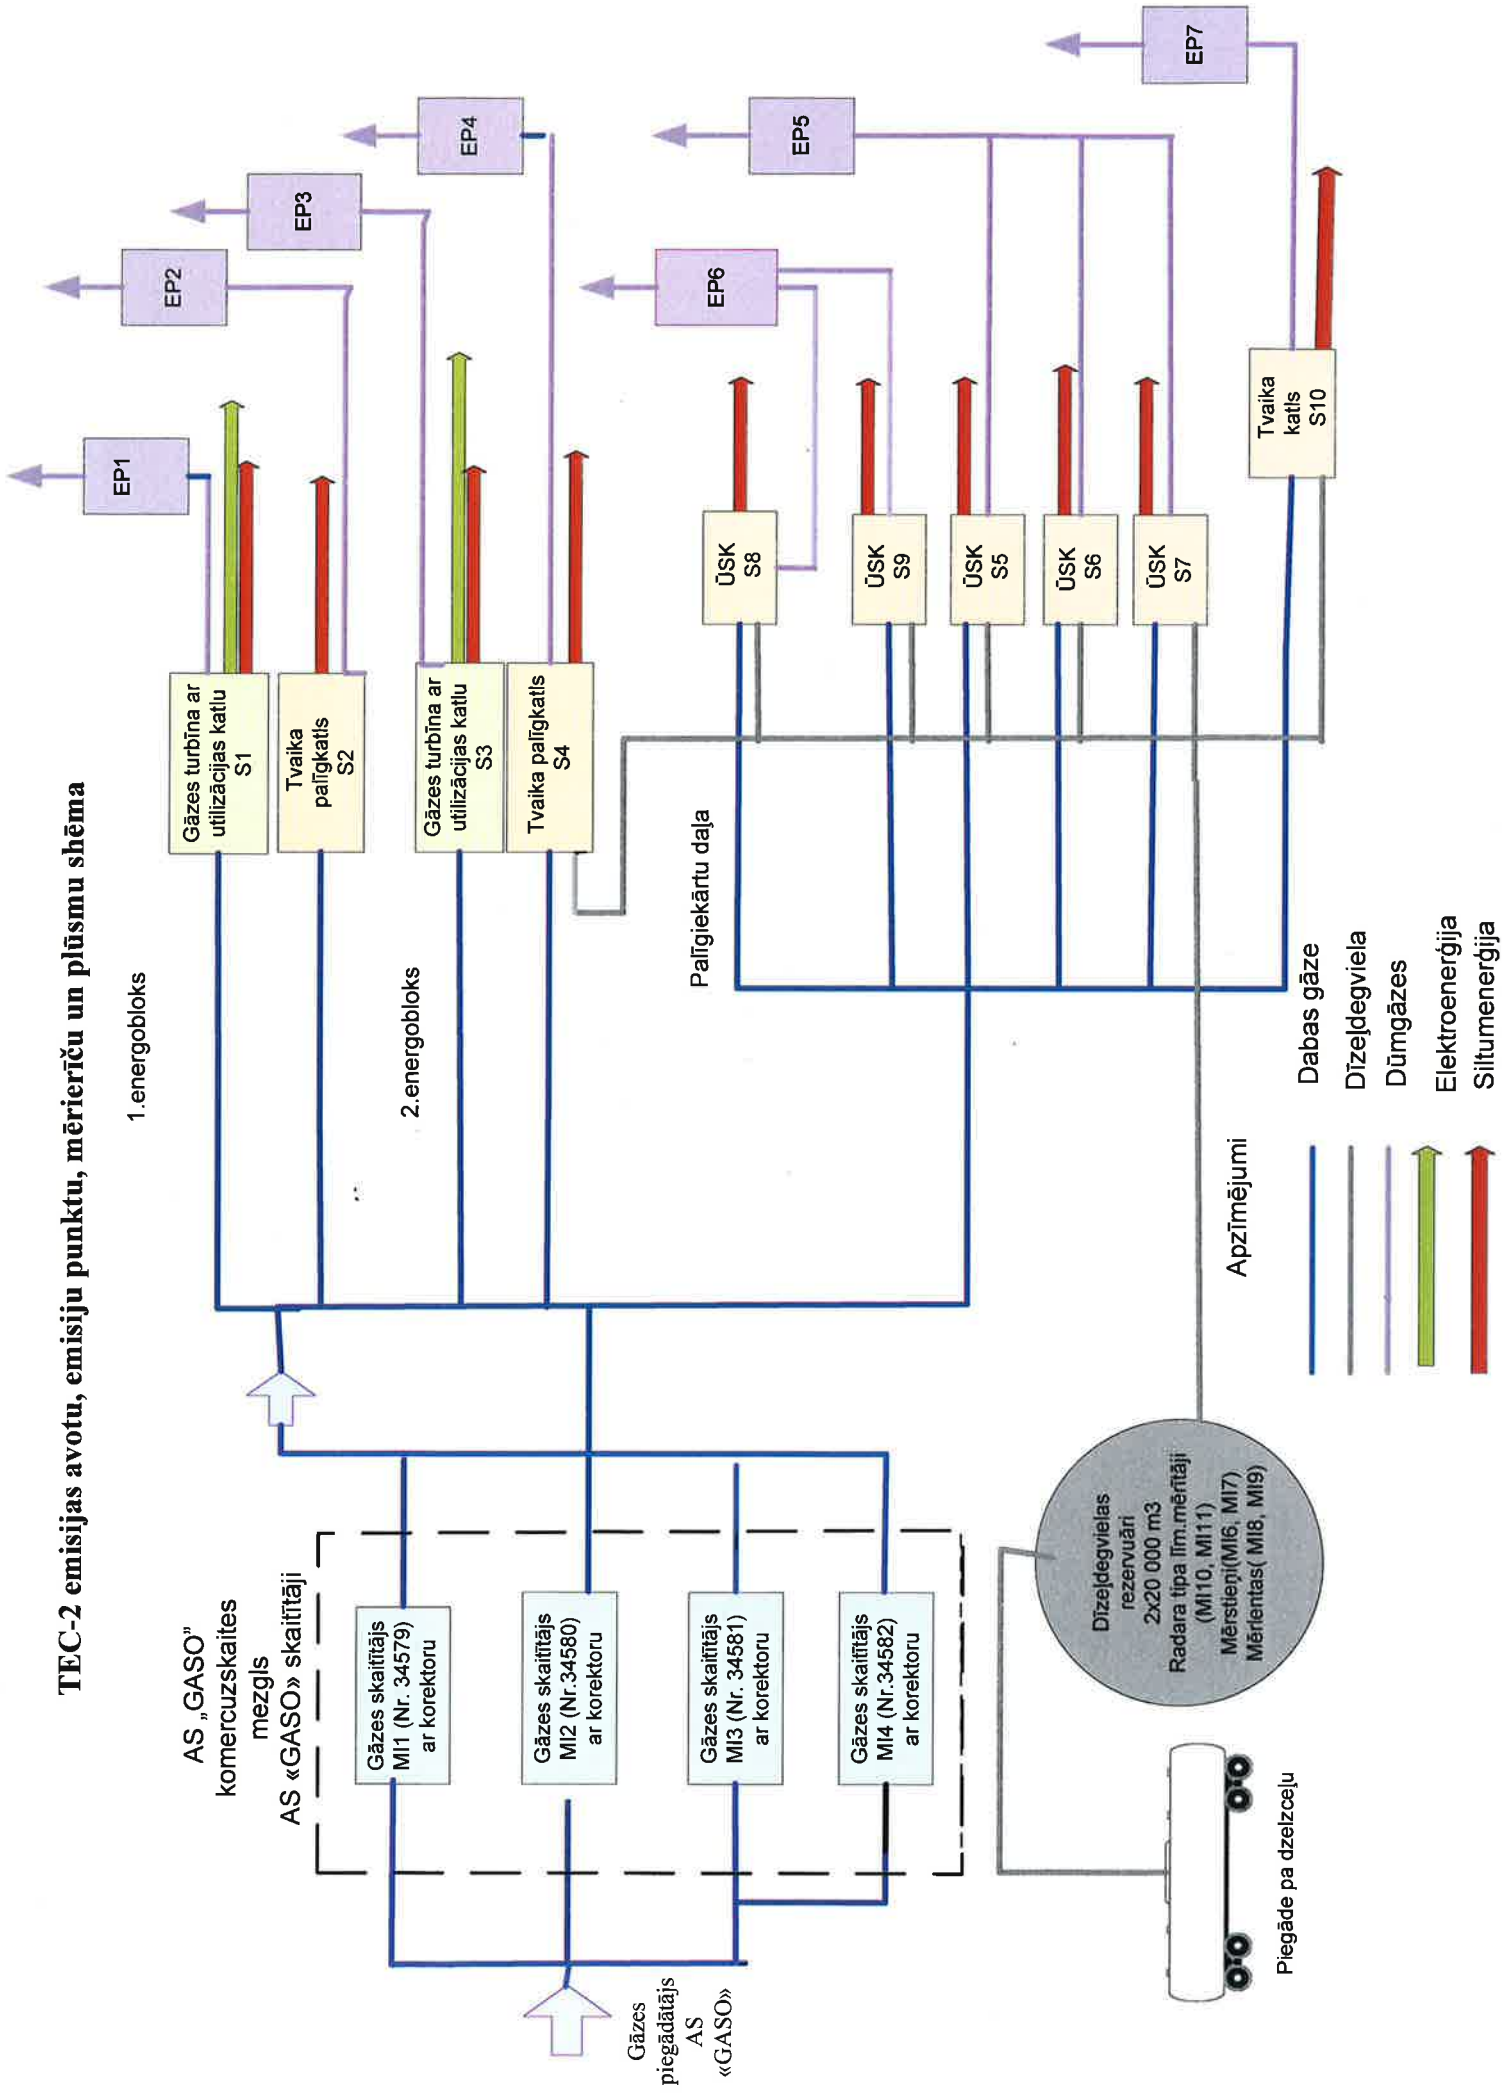 TEC-2 emisijas avotu, emisiju punktu, mērierīču un plūsmu shēma
AS „GASO”
komercuzskaites
mezgls
AS «GASO» skaitītāji
Gāzes skaitītājs
MI1 (Nr. 34579)
ar korektoru
Gāzes skaitītājs
MI2 (Nr.34580)
ar korektoru
Gāzes skaitītājs
MI3 (Nr. 34581)
ar korektoru
Gāzes skaitītājs
MI4 (Nr.34582)
ar korektoru
Gāzes
piegādātājs
AS
«GASO»
1.energobloks
Gāzes turbīna ar
utilizācijas katlu
S1
Tvaika
palīgkatls
S2
2.energobloks
Gāzes turbīna ar
utilizācijas katlu
S3
Tvaika palīgkatls
S4
EP1
EP2
EP3
EP4
Palīgiekārtu daļa
ŪSK
S8
ŪSK
S9
ŪSK
S5
ŪSK
S6
ŪSK
S7
Tvaika
katls
S10
EP6
EP5
EP7
Dīzeļdegvielas
rezervuāri
2x20 000 m3
Radara tipa līm.mērītāji
(MI10, MI11)
Mērstieņi(MI6, MI7)
Mērlentas( MI8, MI9)
Piegāde pa dzelzceļu
Apzīmējumi
Dabas gāze
Dīzeļdegviela
Dūmgāzes
Elektroenerģija
Siltumenerģija